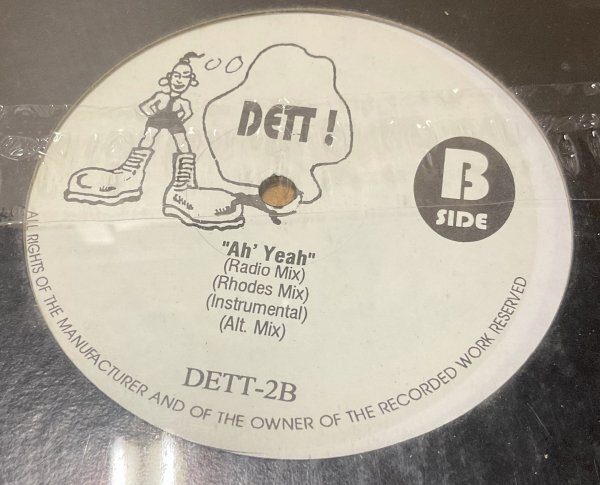 DETT !
B
SIDE
"Ah' Yeah"
(Radio Mix)
(Rhodes Mix)
(Instrumental)
(Alt. Mix)
DETT-2B
ALL RIGHTS OF THE MANUFACTURER AND OF THE OWNER OF THE RECORDED WORK RESERVED